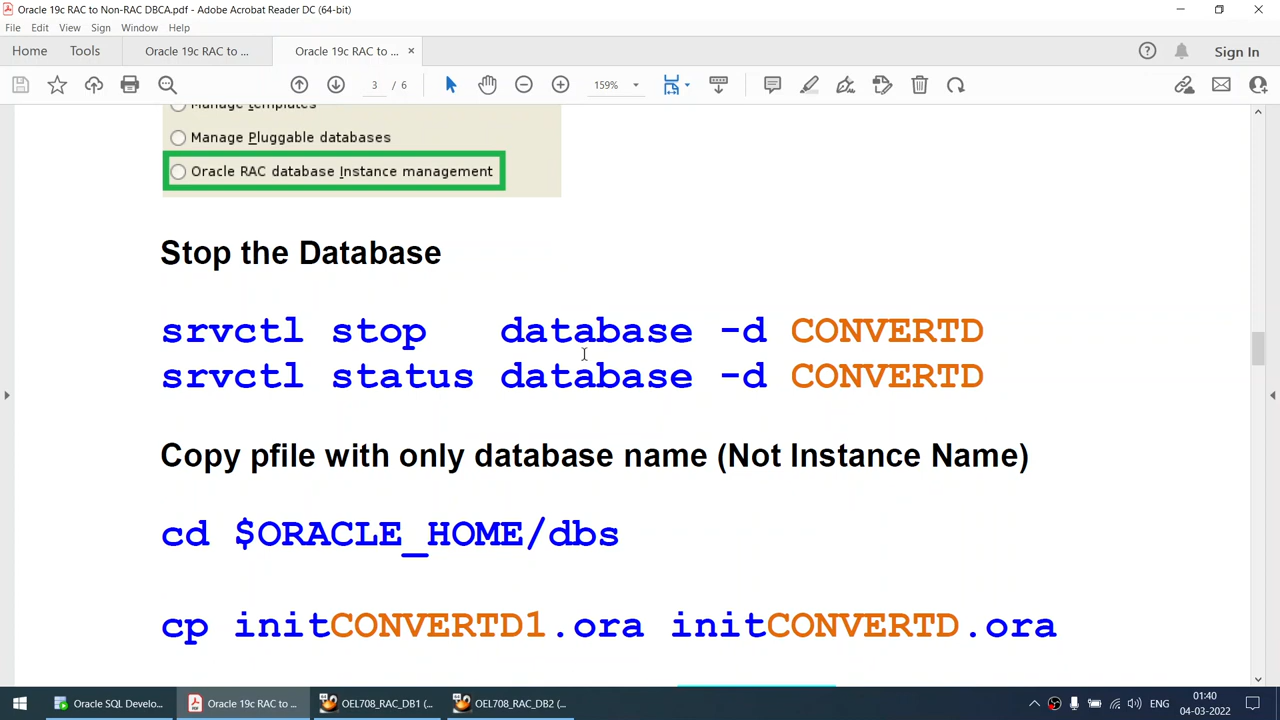 Oracle 19c RAC to Non-RAC DBCA.pdf - Adobe Acrobat Reader DC (64-bit)
File Edit View Sign Window Help
Home Tools Oracle 19c RAC to ... Oracle 19c RAC to ... × Sign In
3 / 6 159%
Manage templates
Manage Pluggable databases
Oracle RAC database Instance management
Stop the Database
srvctl stop database -d CONVERTD
srvctl status database -d CONVERTD
Copy pfile with only database name (Not Instance Name)
cd $ORACLE_HOME/dbs
cp initCONVERTD1.ora initCONVERTD.ora
Oracle SQL Develo... Oracle 19c RAC to ... OEL708_RAC_DB1 (... OEL708_RAC_DB2 (... ENG 01:40
04-03-2022